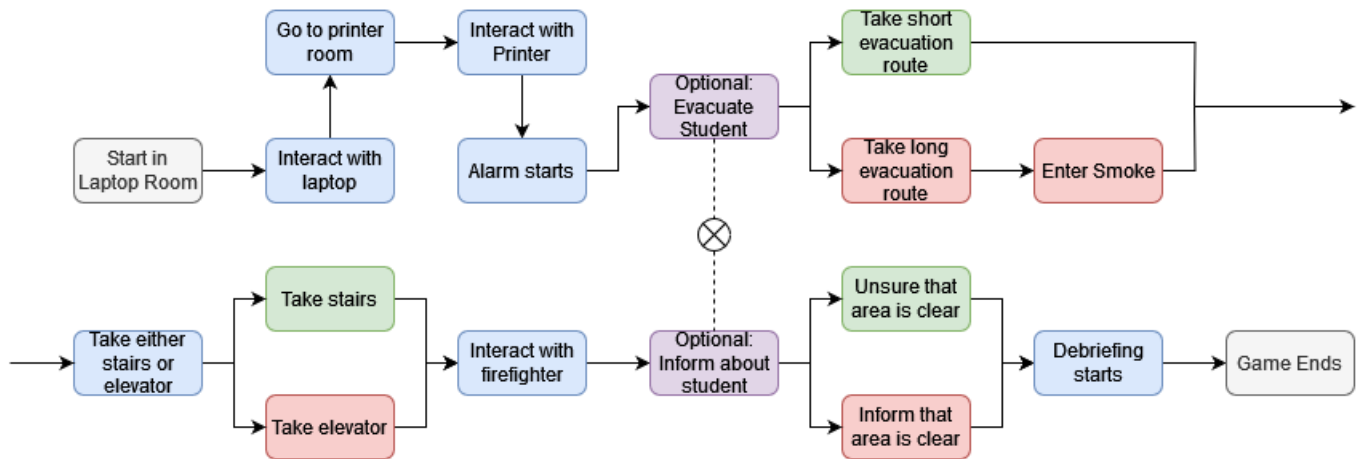 Go to printer
room
Interact with
Printer
Take short
evacuation
route
Optional:
Evacuate
Student
Start in
Laptop Room
Interact with
laptop
Alarm starts
Take long
evacuation
route
Enter Smoke
Take stairs
Unsure that
area is clear
Take either
stairs or
elevator
Interact with
firefighter
Optional:
Inform about
student
Debriefing
starts
Game Ends
Take elevator
Inform that
area is clear